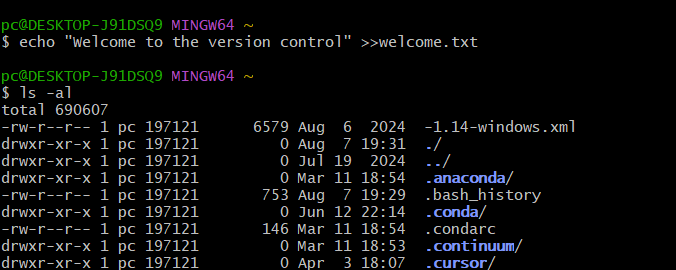 pc@DESKTOP-J91DSQ9 MINGW64 ~
$ echo "Welcome to the version control" >>welcome.txt
pc@DESKTOP-J91DSQ9 MINGW64 ~
$ ls -al
total 690607
-rw-r--r-- 1 pc 197121 6579 Aug 6 2024 -1.14-windows.xml
drwxr-xr-x 1 pc 197121 0 Aug 7 19:31 ./
drwxr-xr-x 1 pc 197121 0 Jul 19 2024 ../
drwxr-xr-x 1 pc 197121 0 Mar 11 18:54 .anaconda/
-rw-r--r-- 1 pc 197121 753 Aug 7 19:29 .bash_history
drwxr-xr-x 1 pc 197121 0 Jun 12 22:14 .conda/
-rw-r--r-- 1 pc 197121 146 Mar 11 18:54 .condarc
drwxr-xr-x 1 pc 197121 0 Mar 11 18:53 .continuum/
drwxr-xr-x 1 pc 197121 0 Apr 3 18:07 .cursor/